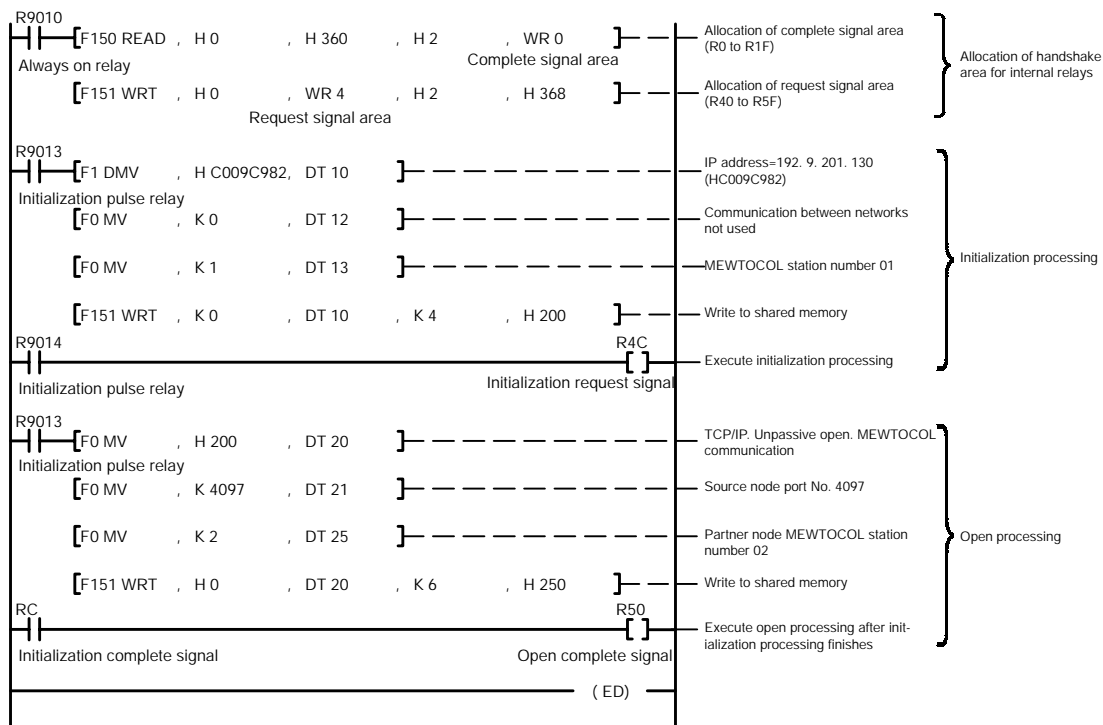 R9010
F150 READ , H 0 , H 360 , H 2 , WR 0
Allocation of complete signal area
(R0 to R1F)
Always on relay
Complete signal area
F151 WRT , H 0 , WR 4 , H 2 , H 368
Allocation of request signal area
(R40 to R5F)
Request signal area
Allocation of handshake
area for internal relays
R9013
F1 DMV , H C009C982, DT 10
IP address=192. 9. 201. 130
(HC009C982)
Initialization pulse relay
F0 MV , K 0 , DT 12
Communication between networks
not used
F0 MV , K 1 , DT 13
MEWTOCOL station number 01
Initialization processing
F151 WRT , K 0 , DT 10 , K 4 , H 200
Write to shared memory
R9014
R4C
Execute initialization processing
Initialization pulse relay
Initialization request signal
R9013
F0 MV , H 200 , DT 20
TCP/IP. Unpassive open. MEWTOCOL
communication
Initialization pulse relay
F0 MV , K 4097 , DT 21
Source node port No. 4097
F0 MV , K 2 , DT 25
Partner node MEWTOCOL station
number 02
Open processing
F151 WRT , H 0 , DT 20 , K 6 , H 250
Write to shared memory
RC
R50
Execute open processing after init-
ialization processing finishes
Initialization complete signal
Open complete signal
( ED)